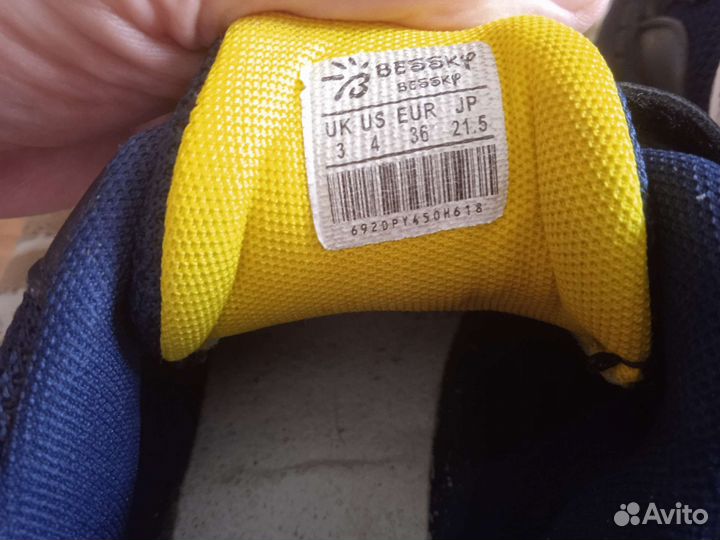 BESSKY
BESSKY
UK US EUR JP
3 4 36 21.5
692DPY450H618
Avito